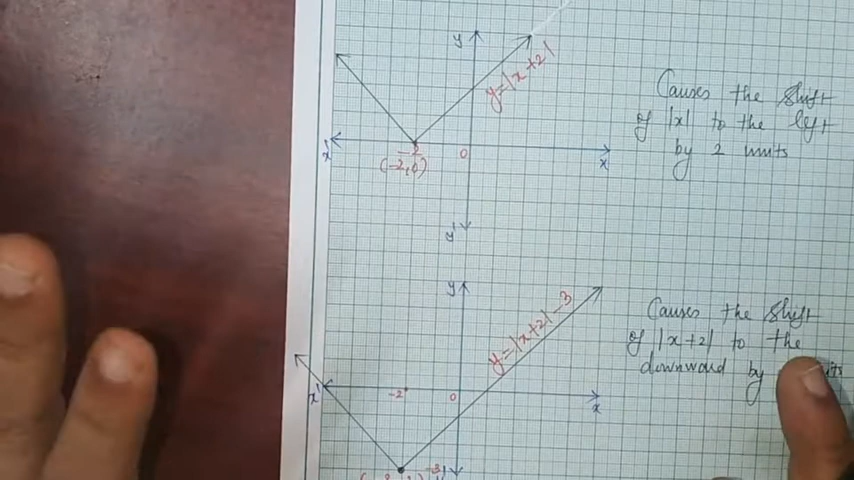 y
y=|x+2|
x'
-2
(-2,0)
0
x
y'
Causes the shift
of |x| to the left
by 2 units
y
y=|x+2|-3
x'
-2
0
x
-3
Causes the shift
of |x+2| to the
downward by